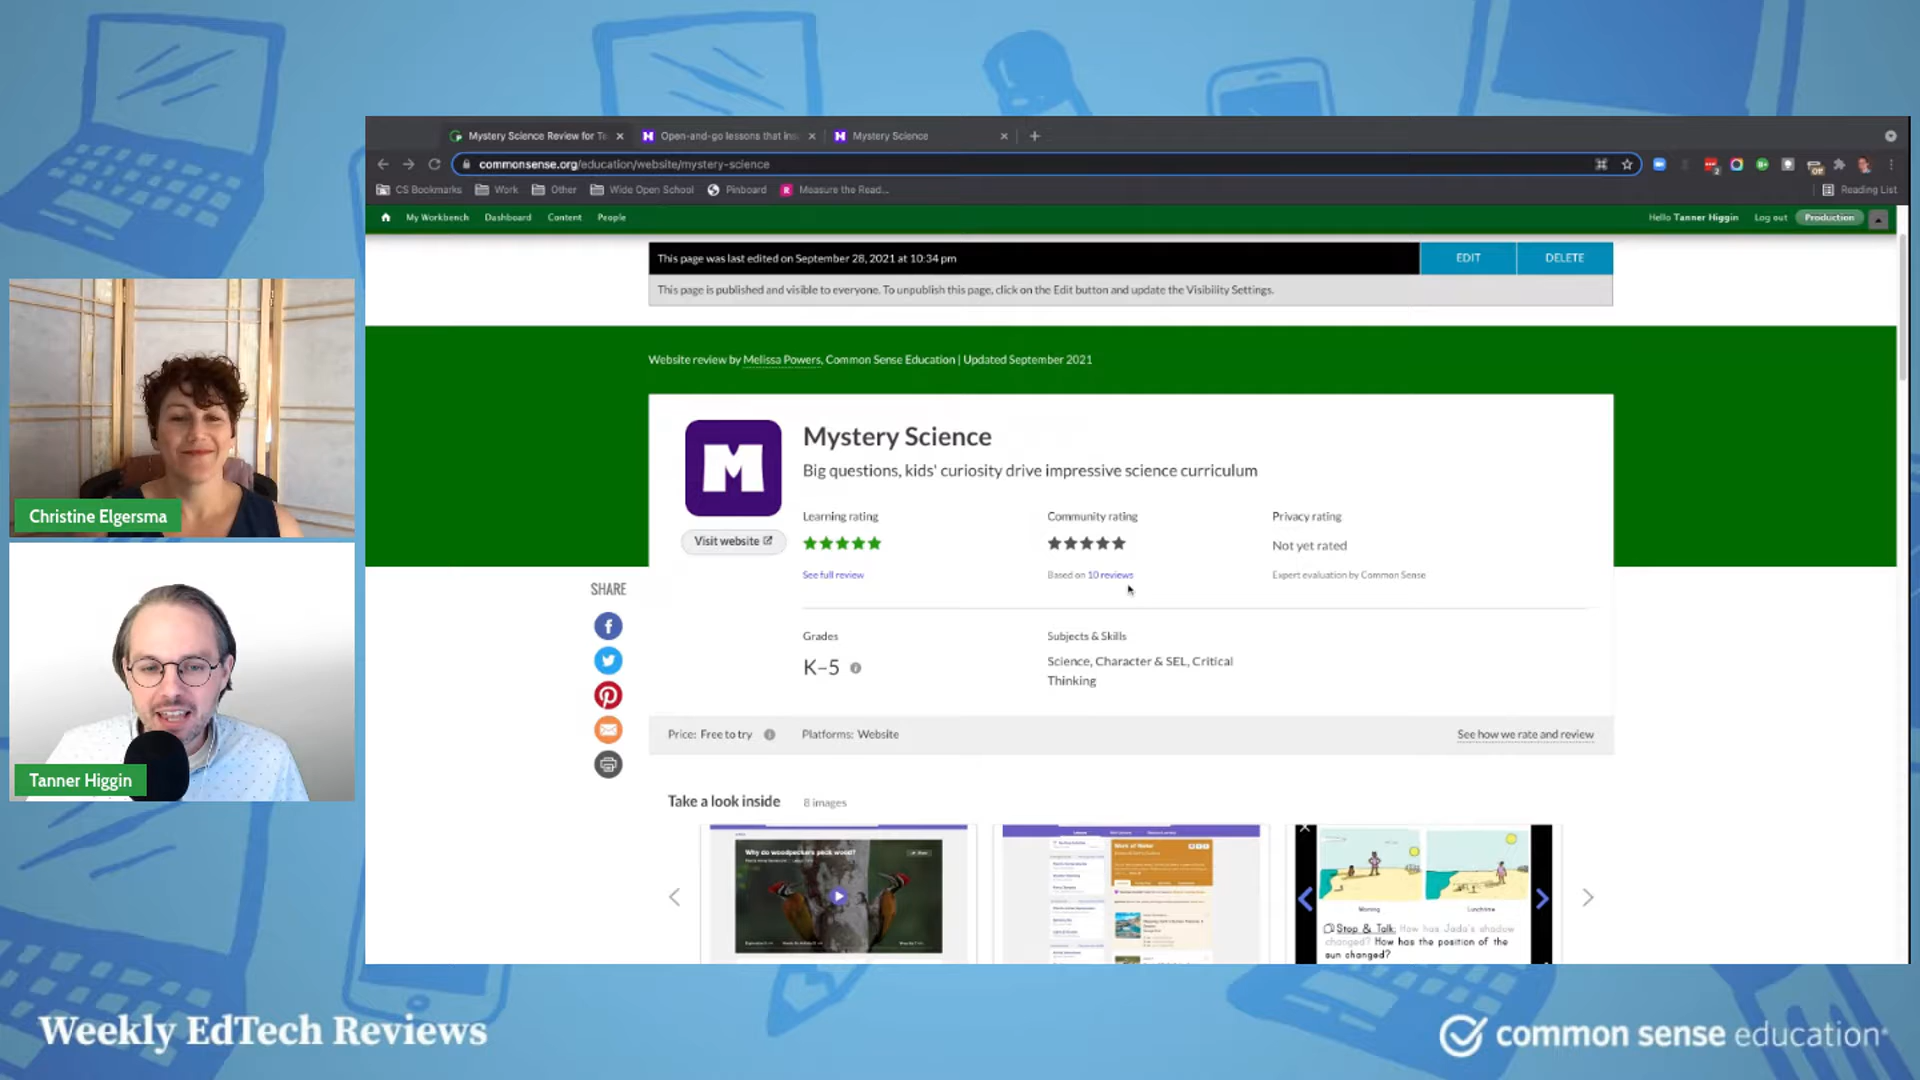 Mystery Science Review for Te
Open-and-go lessons that ins
Mystery Science
commonsense.org/education/website/mystery-science
CS Bookmarks
Work
Other
Wide Open School
Pinboard
Measure the Read...
Reading List
My Workbench
Dashboard
Content
People
Hello Tanner Higgin
Log out
Production
This page was last edited on September 28, 2021 at 10:34 pm
EDIT
DELETE
This page is published and visible to everyone. To unpublish this page, click on the Edit button and update the Visibility Settings.
Website review by Melissa Powers, Common Sense Education | Updated September 2021
M
Mystery Science
Big questions, kids' curiosity drive impressive science curriculum
Visit website
Learning rating
See full review
Community rating
Based on 10 reviews
Privacy rating
Not yet rated
Expert evaluation by Common Sense
SHARE
Grades
K–5
Subjects & Skills
Science, Character & SEL, Critical
Thinking
Price: Free to try
Platforms: Website
See how we rate and review
Take a look inside
8 images
Why do woodpeckers peck wood?
Morning
Lunchtime
Stop & Talk: How has Jada's shadow
changed? How has the position of the
sun changed?
Christine Elgersma
Tanner Higgin
Weekly EdTech Reviews
common sense education